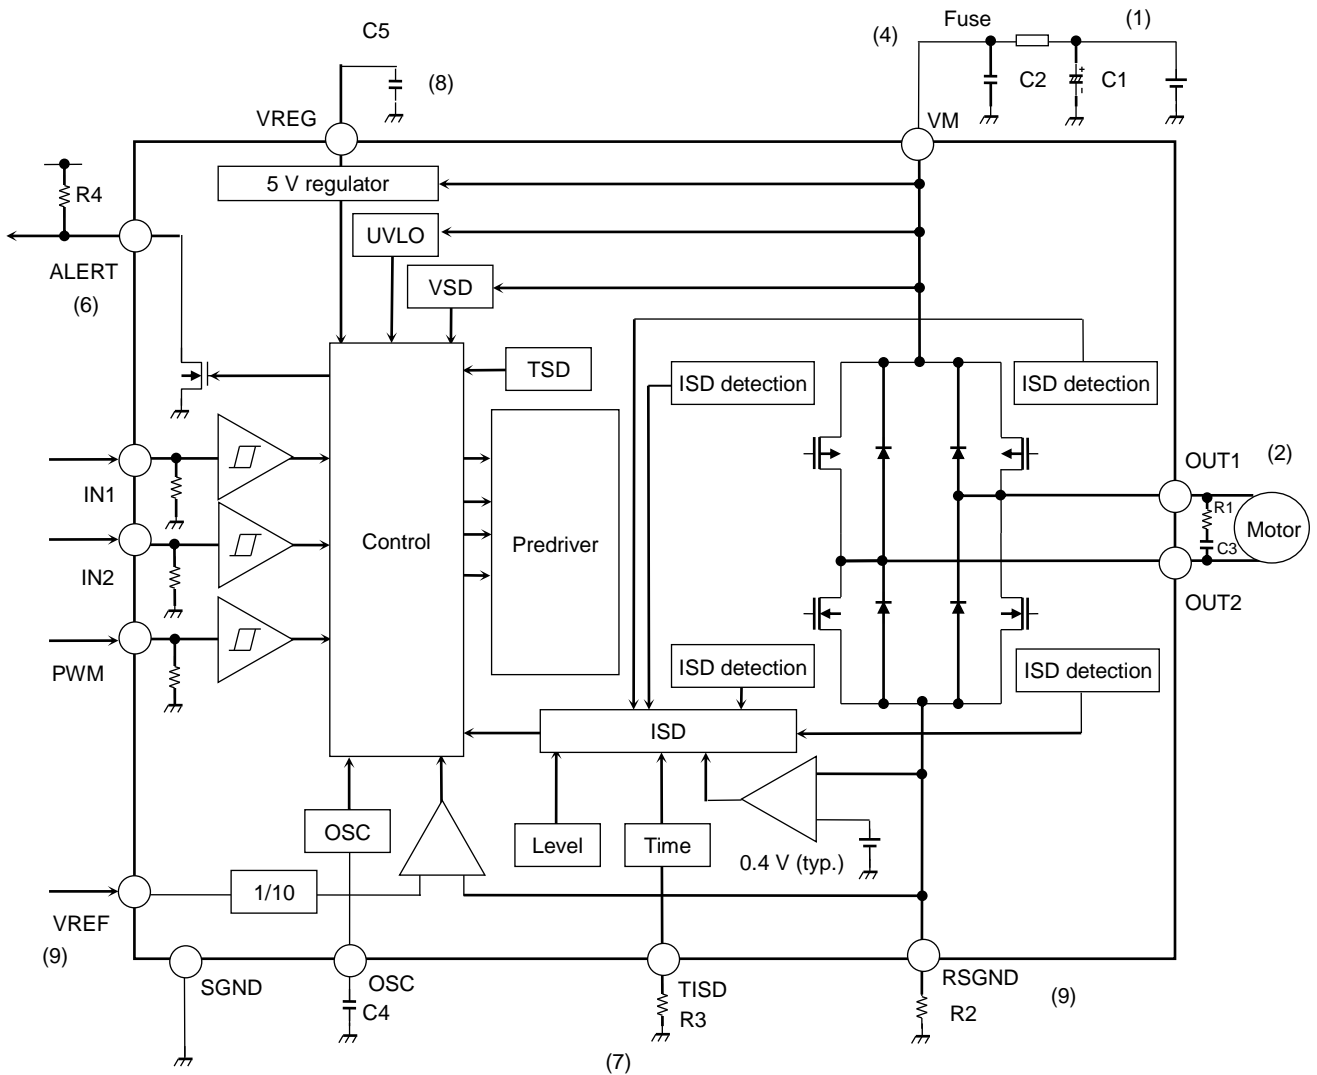 C5
Fuse
(1)
(4)
C2
C1
(8)
VREG
VM
5 V regulator
R4
UVLO
ALERT
VSD
(6)
TSD
ISD detection
ISD detection
OUT1
(2)
IN1
R1
Motor
Control
Predriver
C3
IN2
OUT2
PWM
ISD detection
ISD detection
ISD
OSC
Level
Time
0.4 V (typ.)
1/10
VREF
(9)
SGND
OSC
TISD
RSGND
(9)
C4
R3
R2
(7)